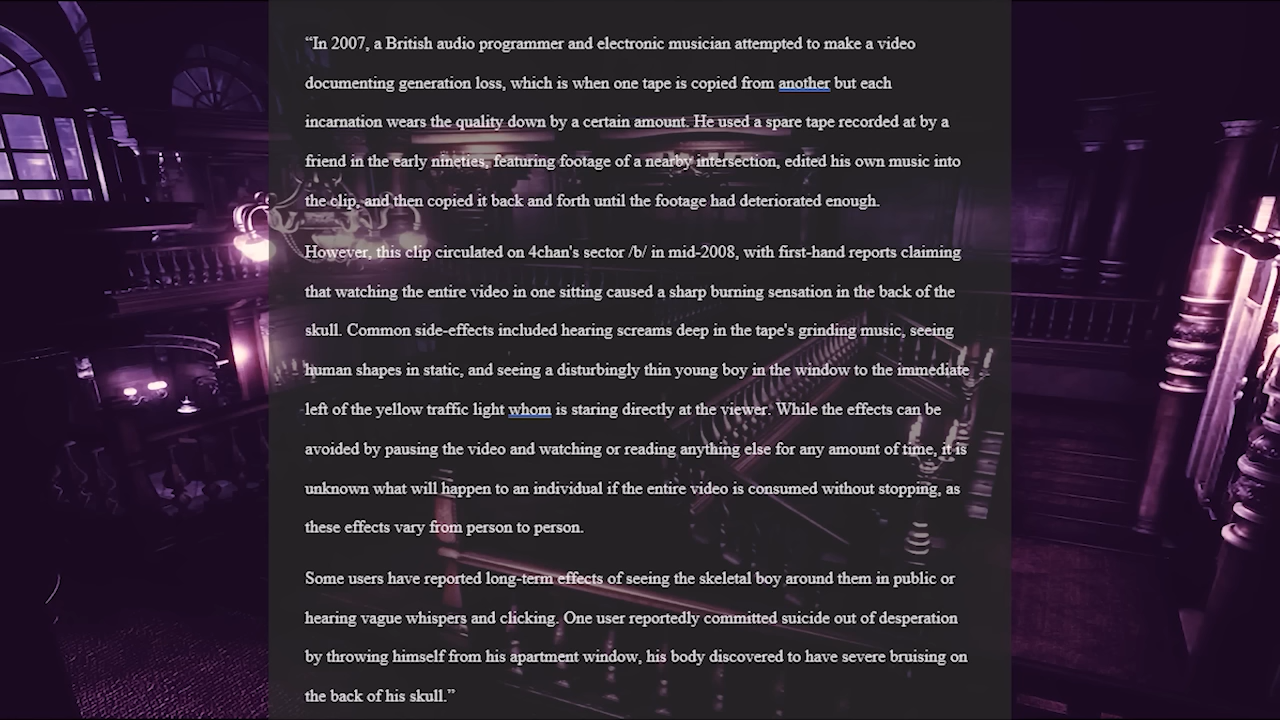 “In 2007, a British audio programmer and electronic musician attempted to make a video
documenting generation loss, which is when one tape is copied from another but each
incarnation wears the quality down by a certain amount. He used a spare tape recorded at by a
friend in the early nineties, featuring footage of a nearby intersection, edited his own music into
the clip, and then copied it back and forth until the footage had deteriorated enough.
However, this clip circulated on 4chan's sector /b/ in mid-2008, with first-hand reports claiming
that watching the entire video in one sitting caused a sharp burning sensation in the back of the
skull. Common side-effects included hearing screams deep in the tape's grinding music, seeing
human shapes in static, and seeing a disturbingly thin young boy in the window to the immediate
left of the yellow traffic light whom is staring directly at the viewer. While the effects can be
avoided by pausing the video and watching or reading anything else for any amount of time, it is
unknown what will happen to an individual if the entire video is consumed without stopping, as
these effects vary from person to person.
Some users have reported long-term effects of seeing the skeletal boy around them in public or
hearing vague whispers and clicking. One user reportedly committed suicide out of desperation
by throwing himself from his apartment window, his body discovered to have severe bruising on
the back of his skull.”